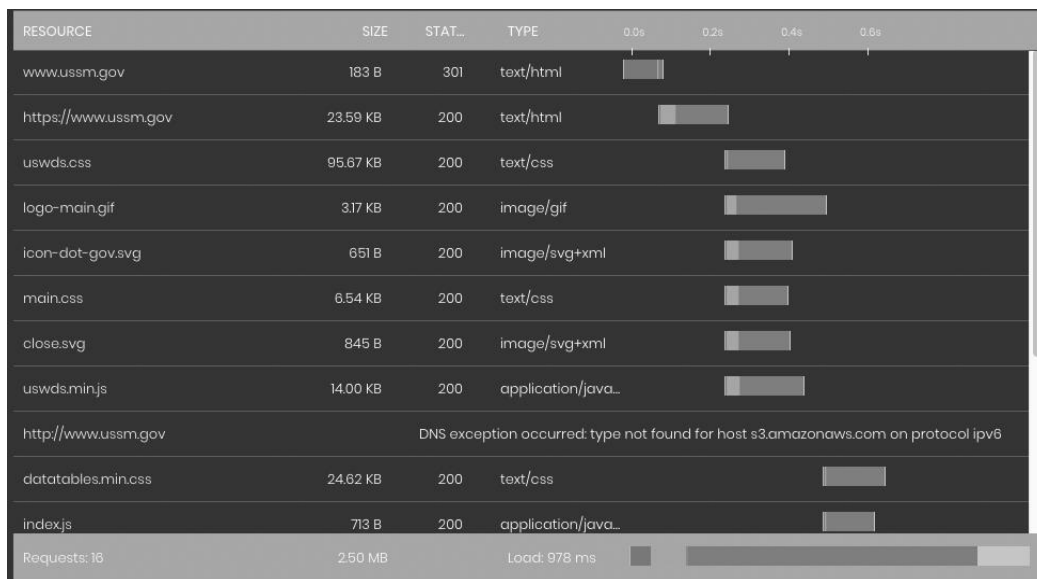 RESOURCE SIZE STAT... TYPE 0.0s 0.2s 0.4s 0.6s
www.ussm.gov 183 B 301 text/html
https://www.ussm.gov 23.59 KB 200 text/html
uswds.css 95.67 KB 200 text/css
logo-main.gif 3.17 KB 200 image/gif
icon-dot-gov.svg 651 B 200 image/svg+xml
main.css 6.54 KB 200 text/css
close.svg 845 B 200 image/svg+xml
uswds.min.js 14.00 KB 200 application/java...
http://www.ussm.gov DNS exception occurred: type not found for host s3.amazonaws.com on protocol ipv6
datatables.min.css 24.62 KB 200 text/css
index.js 713 B 200 application/java...
Requests: 16 2.50 MB Load: 978 ms